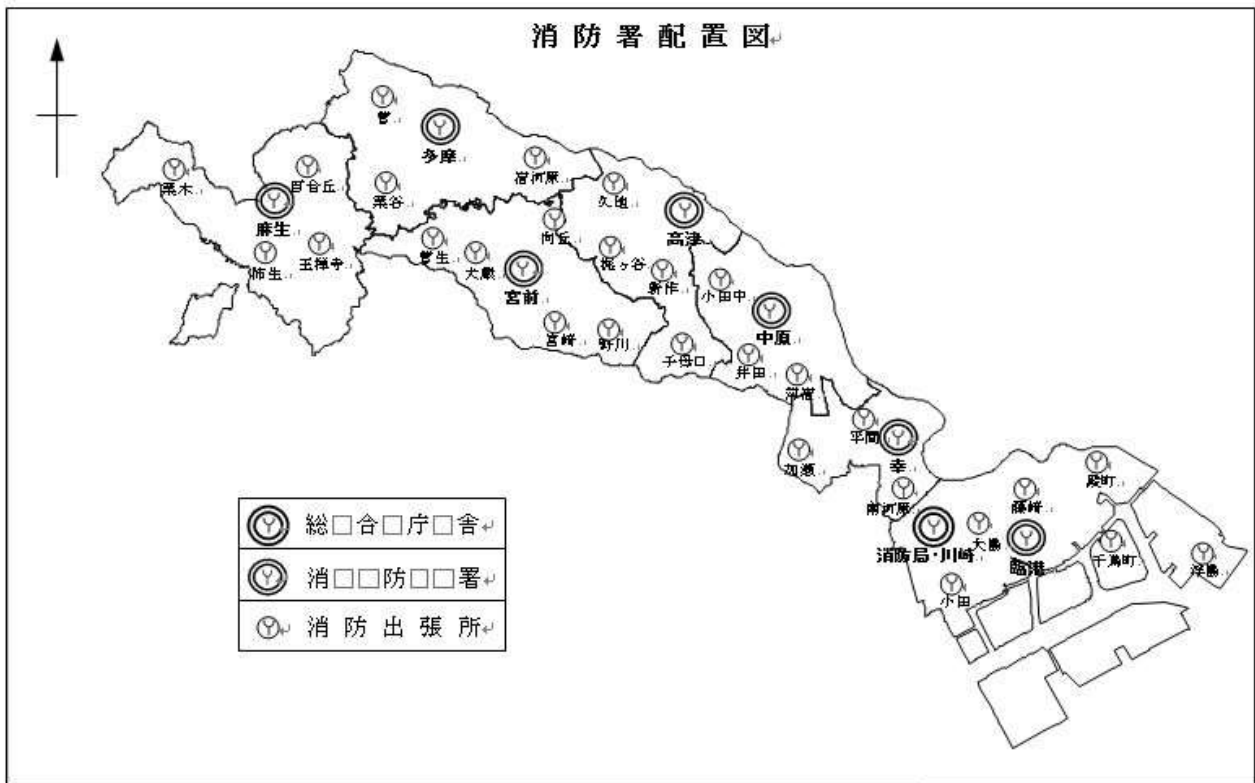 消防署配置図
菅
多摩
宿河原
栗木
百合丘
栗谷
久地
麻生
向丘
高津
菅生
犬蔵
梶ヶ谷
柿生
王禅寺
宮前
新作
小田中
中原
宮崎
野川
子母口
井田
苅宿
平間
幸
加瀬
殿町
南河原
藤崎
消防局・川崎
大島
臨港
千鳥町
浮島
小田
総□合□庁□舎
消□□防□□署
消防出張所